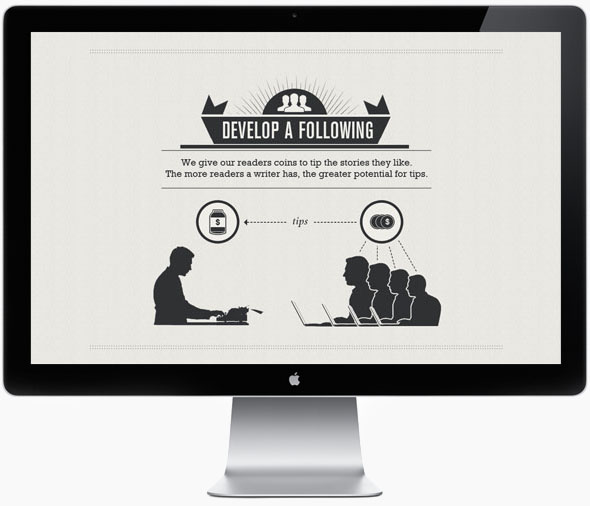 DEVELOP A FOLLOWING
We give our readers coins to tip the stories they like.
The more readers a writer has, the greater potential for tips.
$
tips
$